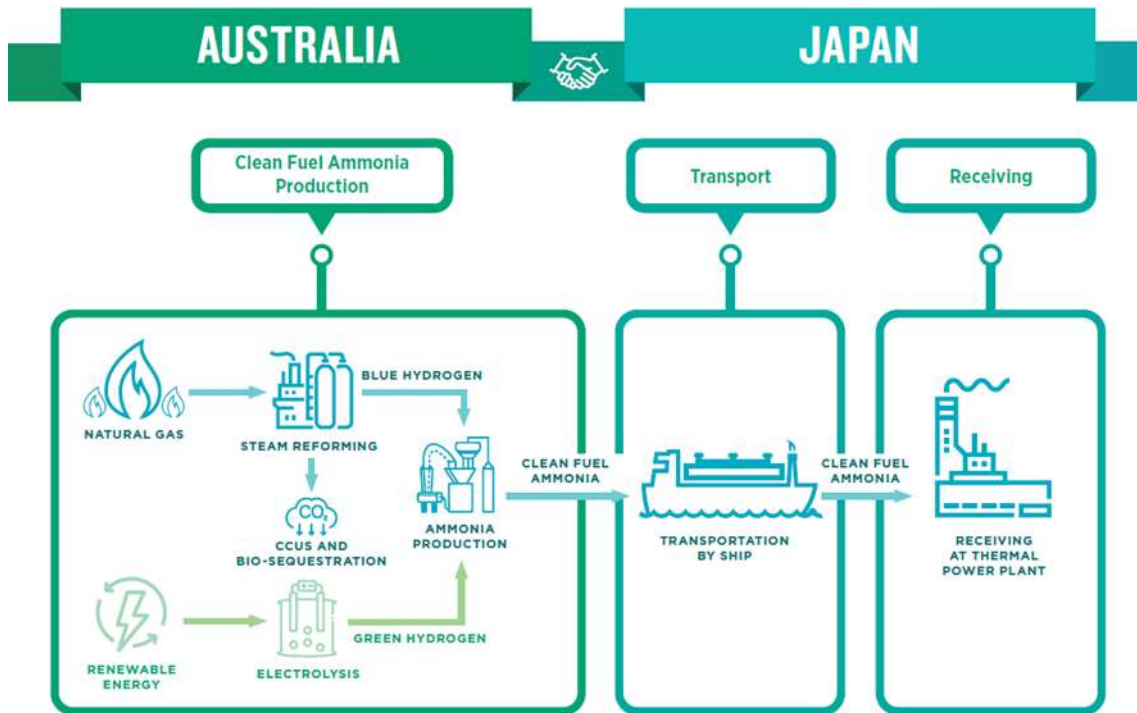 AUSTRALIA
JAPAN
Clean Fuel Ammonia
Production
Transport
Receiving
NATURAL GAS
STEAM REFORMING
BLUE HYDROGEN
CO₂
CCUS AND
BIO-SEQUESTRATION
AMMONIA
PRODUCTION
RENEWABLE
ENERGY
ELECTROLYSIS
GREEN HYDROGEN
CLEAN FUEL
AMMONIA
TRANSPORTATION
BY SHIP
CLEAN FUEL
AMMONIA
RECEIVING
AT THERMAL
POWER PLANT